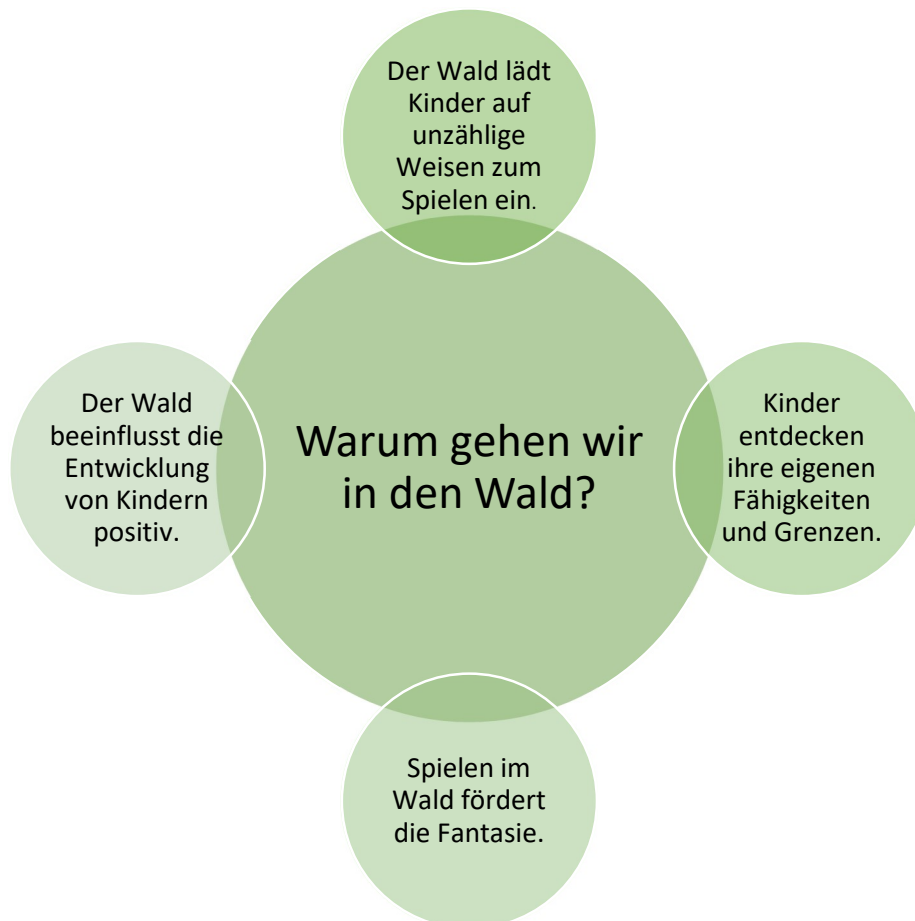 Der Wald lädt
Kinder auf
unzählige
Weisen zum
Spielen ein.
Der Wald
beeinflusst die
Entwicklung
von Kindern
positiv.
Warum gehen wir
in den Wald?
Kinder
entdecken
ihre eigenen
Fähigkeiten
und Grenzen.
Spielen im
Wald fördert
die Fantasie.